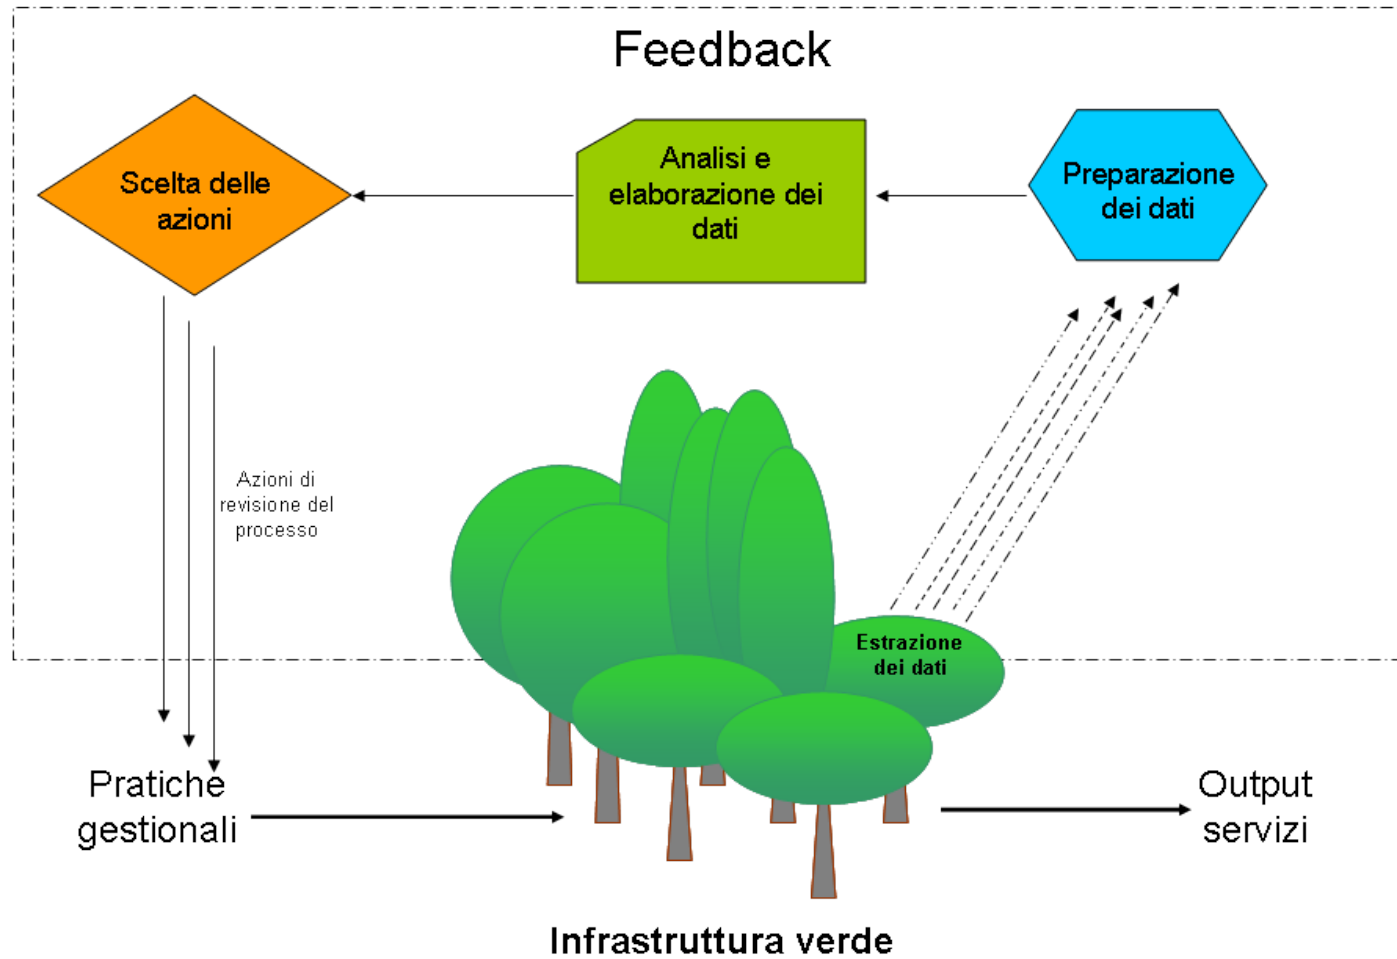 Feedback
Scelta delle
azioni
Analisi e
elaborazione dei
dati
Preparazione
dei dati
Azioni di
revisione del
processo
Estrazione
dei dati
Pratiche
gestionali
Output
servizi
Infrastruttura verde